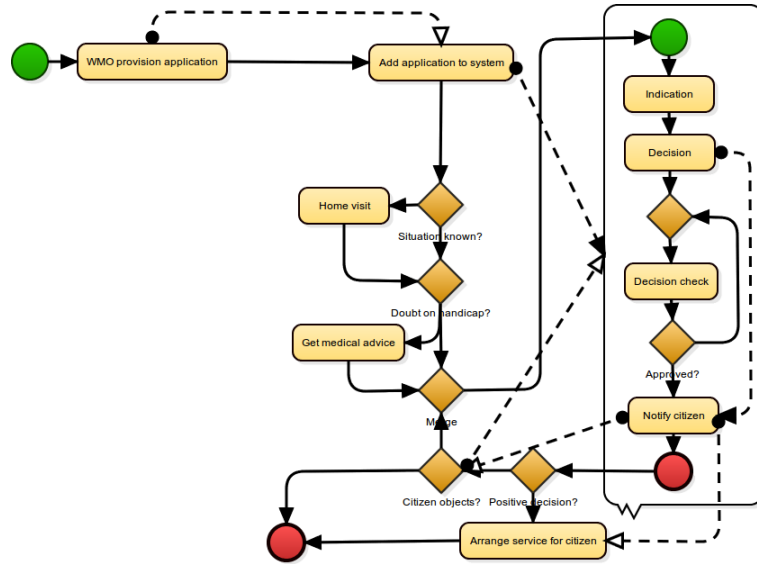 WMO provision application
Add application to system
Indication
Decision
Home visit
Situation known?
Decision check
Doubt on handicap?
Get medical advice
Approved?
Merge
Notify citizen
Citizen objects?
Positive decision?
Arrange service for citizen